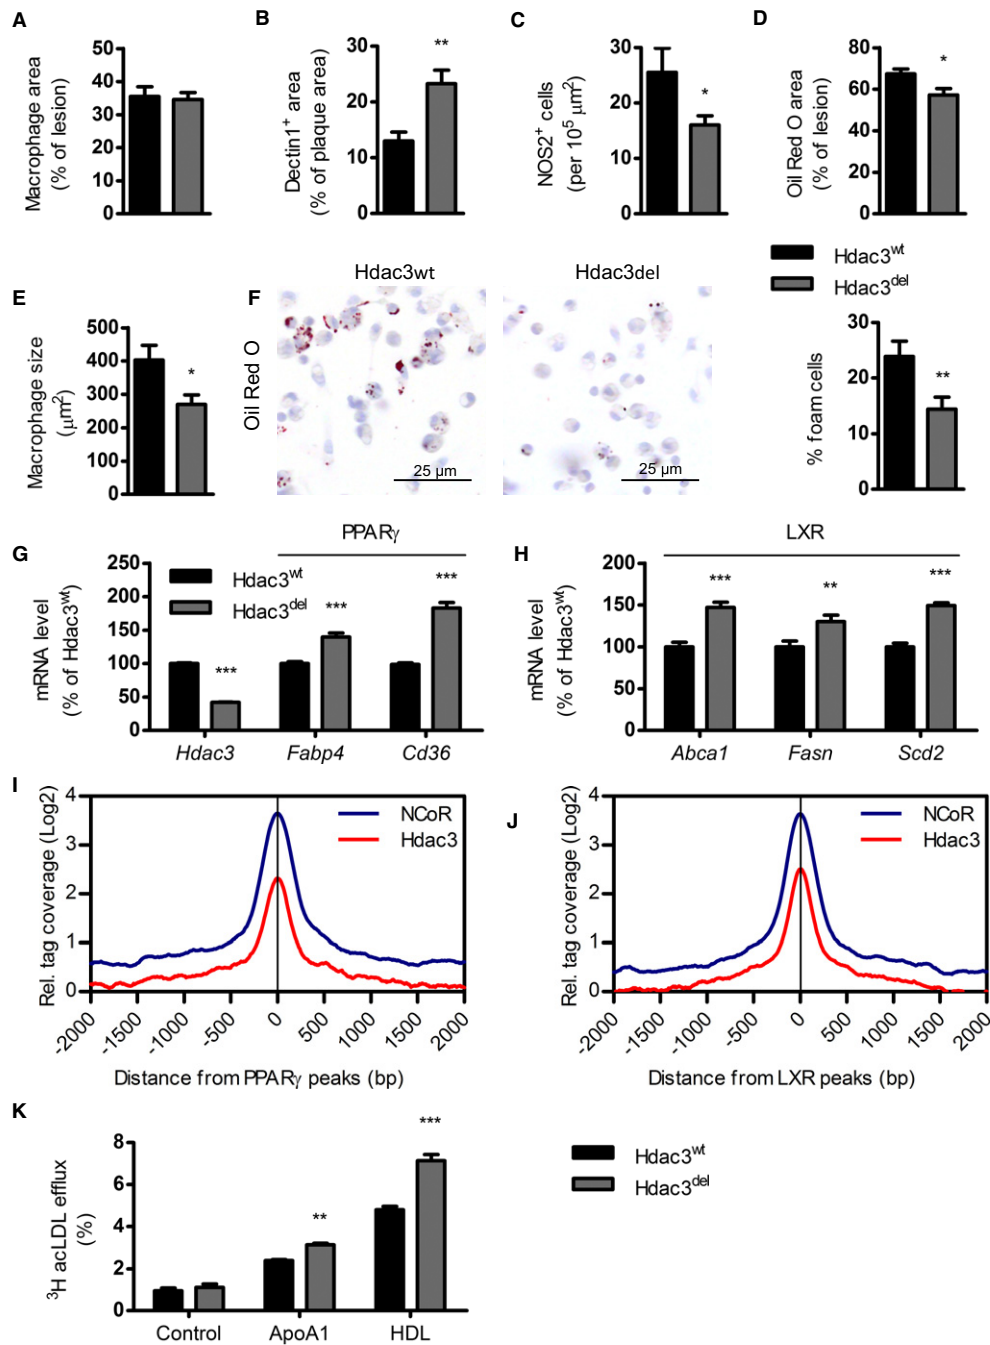 A
Macrophage area
(% of lesion)
50
40
30
20
10
0
B
Dectin1+ area
(% of plaque area)
30
20
10
0
**
C
NOS2+ cells
(per 10^5 μm2)
30
20
10
0
*
D
Oil Red O area
(% of lesion)
80
60
40
20
0
*
Hdac3wt
Hdac3del
E
Macrophage size
(μm2)
500
400
300
200
100
0
*
F
Oil Red O
Hdac3wt
25 μm
Hdac3del
25 μm
% foam cells
30
20
10
0
**
G
PPARγ
mRNA level
(% of Hdac3wt)
250
200
150
100
50
0
Hdac3wt
Hdac3del
***
***
***
Hdac3 Fabp4 Cd36
H
LXR
mRNA level
(% of Hdac3wt)
200
150
100
50
0
***
**
***
Abca1 Fasn Scd2
I
Rel. tag coverage (Log2)
4
3
2
1
0
NCoR
Hdac3
-2000 -1500 -1000 -500 0 500 1000 1500 2000
Distance from PPARγ peaks (bp)
J
Rel. tag coverage (Log2)
4
3
2
1
0
NCoR
Hdac3
-2000 -1500 -1000 -500 0 500 1000 1500 2000
Distance from LXR peaks (bp)
K
3H acLDL efflux
(%)
8
6
4
2
0
**
***
Control ApoA1 HDL
Hdac3wt
Hdac3del